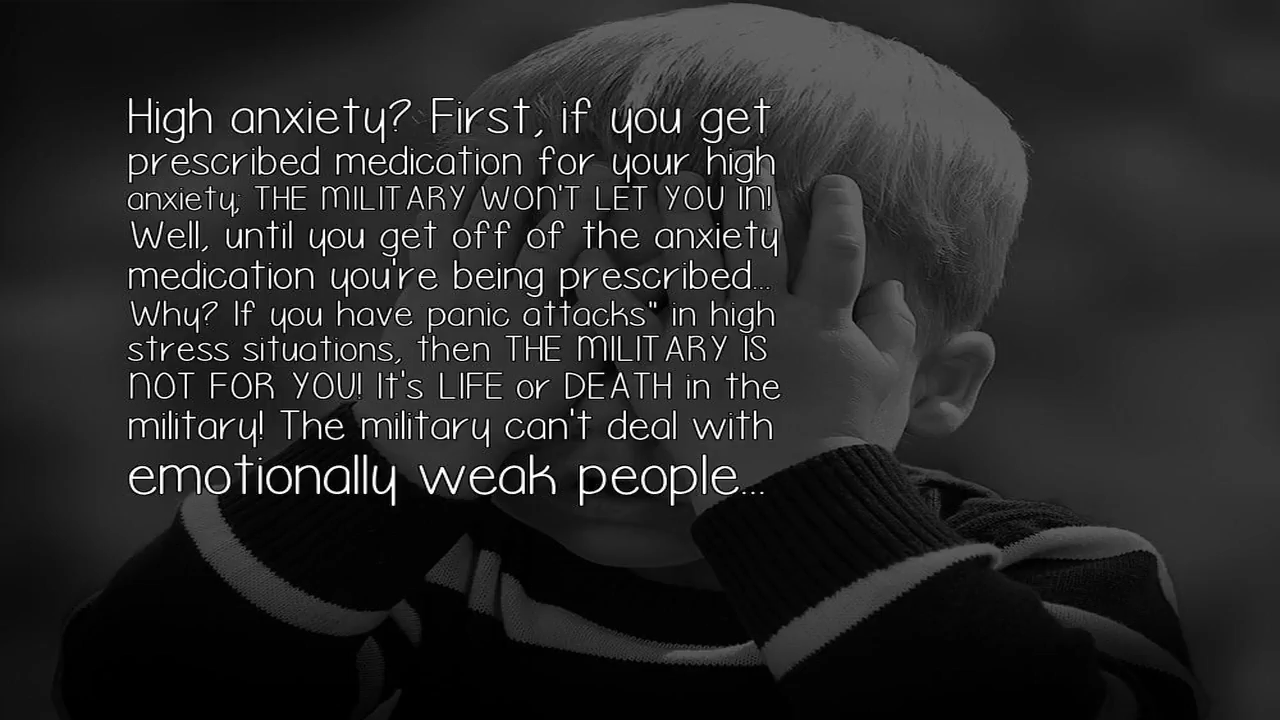 High anxiety? First, if you get
prescribed medication for your high
anxiety; THE MILITARY WON'T LET YOU IN!
Well, until you get off of the anxiety
medication you're being prescribed...
Why? If you have panic attacks" in high
stress situations, then THE MILITARY IS
NOT FOR YOU! It's LIFE or DEATH in the
military! The military can't deal with
emotionally weak people...